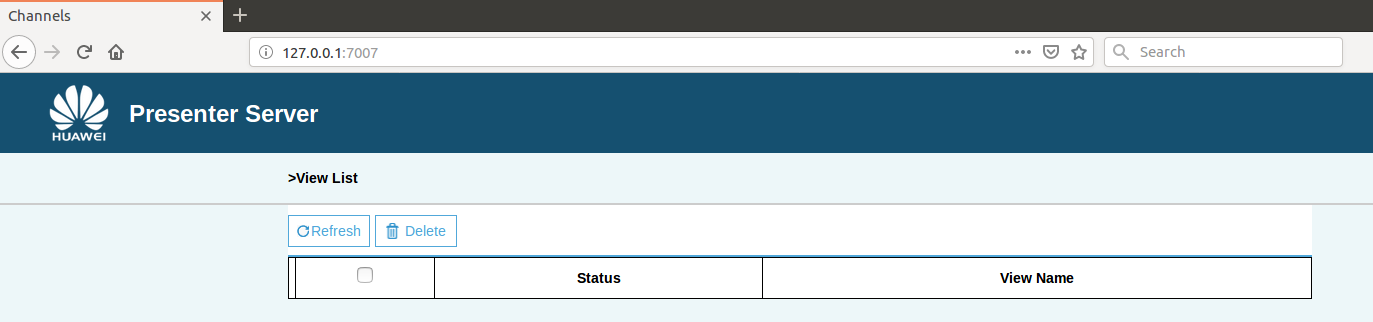 Channels
127.0.0.1:7007
Search
HUAWEI
Presenter Server
>View List
Refresh
Delete
Status
View Name